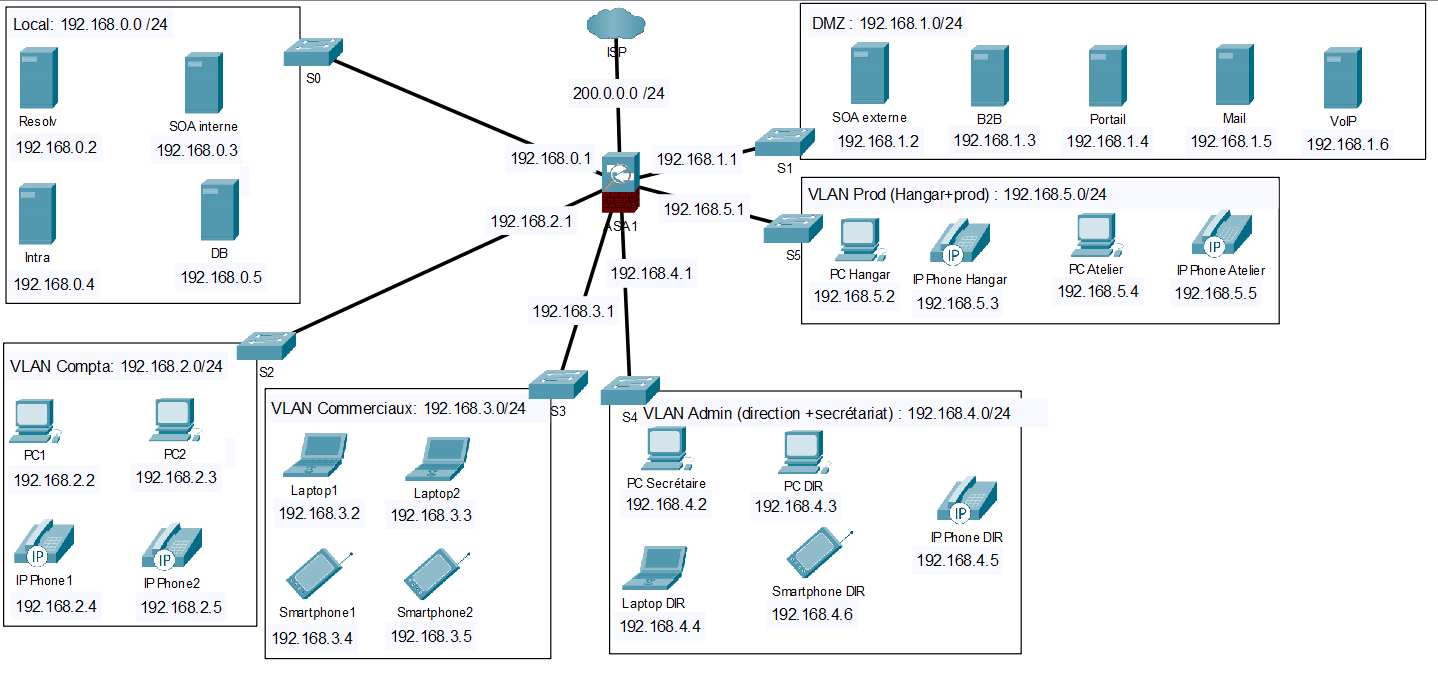 Local: 192.168.0.0 /24
Resolv
192.168.0.2
SOA interne
192.168.0.3
Intra
192.168.0.4
DB
192.168.0.5
S0
ISP
200.0.0.0 /24
192.168.0.1
192.168.1.1
192.168.2.1
192.168.5.1
ASA1
192.168.4.1
192.168.3.1
S1
DMZ : 192.168.1.0/24
SOA externe
192.168.1.2
B2B
192.168.1.3
Portail
192.168.1.4
Mail
192.168.1.5
VoIP
192.168.1.6
S5
VLAN Prod (Hangar+prod) : 192.168.5.0/24
PC Hangar
192.168.5.2
IP
IP Phone Hangar
192.168.5.3
PC Atelier
192.168.5.4
IP
IP Phone Atelier
192.168.5.5
S2
VLAN Compta: 192.168.2.0/24
PC1
192.168.2.2
PC2
192.168.2.3
IP
IP Phone1
192.168.2.4
IP
IP Phone2
192.168.2.5
S3
VLAN Commerciaux: 192.168.3.0/24
Laptop1
192.168.3.2
Laptop2
192.168.3.3
Smartphone1
192.168.3.4
Smartphone2
192.168.3.5
S4
VLAN Admin (direction +secrétariat) : 192.168.4.0/24
PC Secrétaire
192.168.4.2
PC DIR
192.168.4.3
IP
IP Phone DIR
192.168.4.5
Laptop DIR
192.168.4.4
Smartphone DIR
192.168.4.6